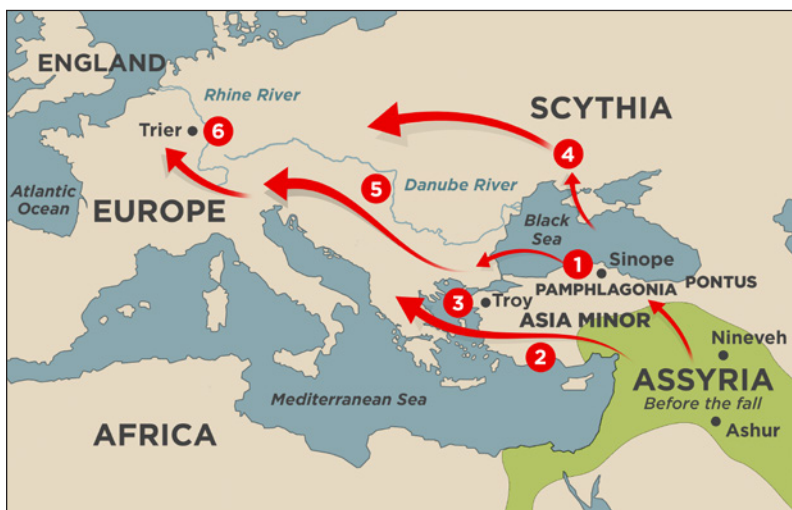 ENGLAND
Rhine River
SCYTHIA
Trier
6
4
Atlantic
Ocean
5
Danube River
EUROPE
Black
Sea
1
Sinope
PAMPHLAGONIA
PONTUS
3
Troy
ASIA MINOR
Nineveh
2
ASSYRIA
Mediterranean Sea
Before the fall
AFRICA
Ashur